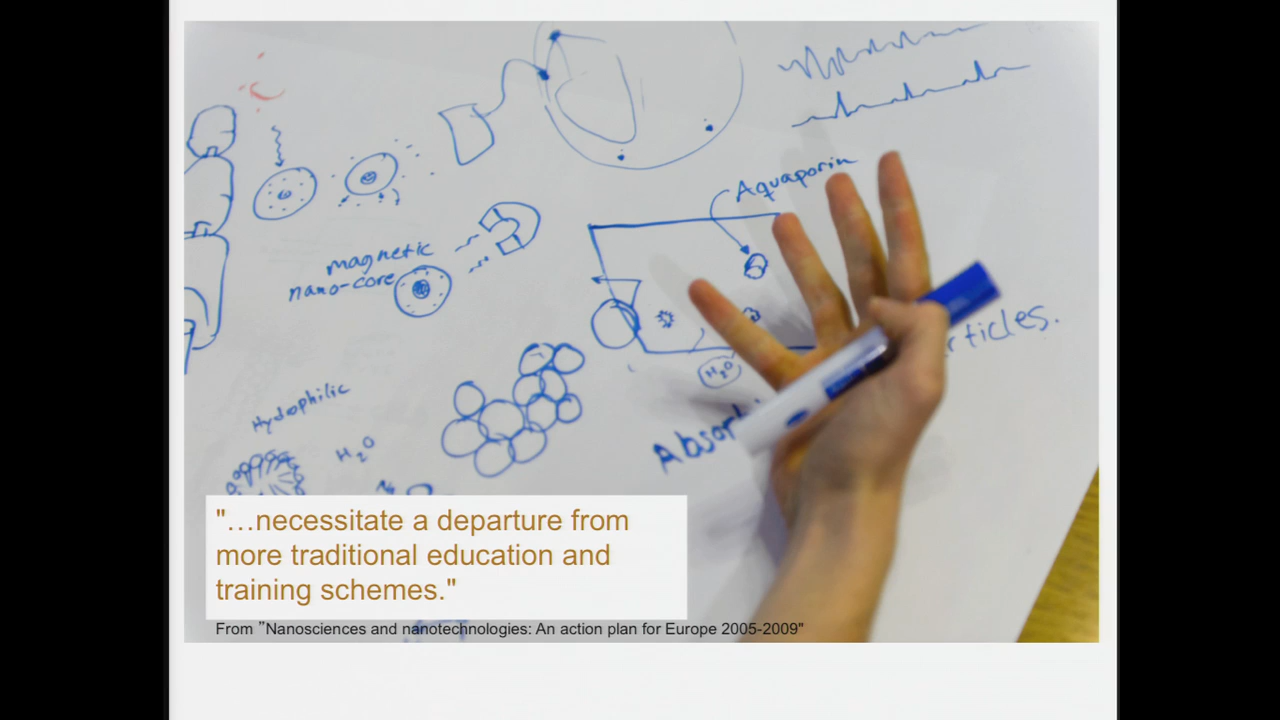 Aquaporin
magnetic
nano-core
rticles.
H₂O
Hydophilic
H₂O
Absor
"…necessitate a departure from
more traditional education and
training schemes."
From ”Nanosciences and nanotechnologies: An action plan for Europe 2005-2009"